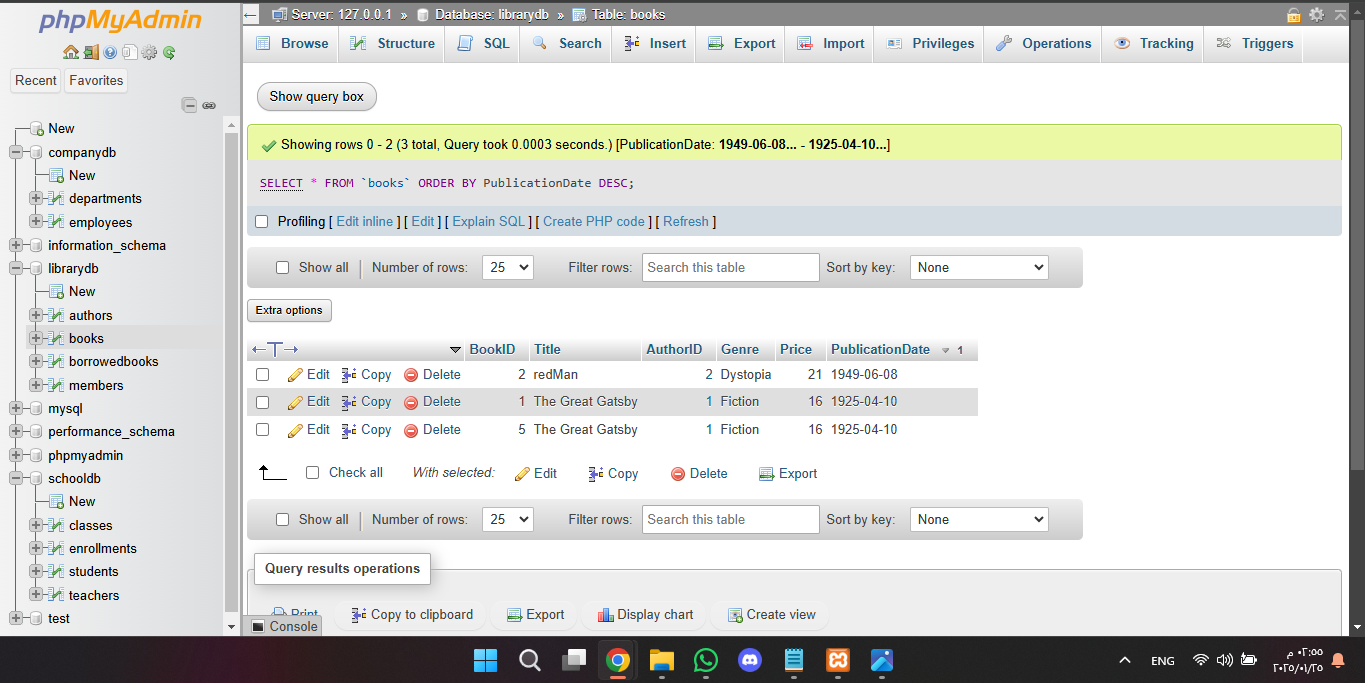 phpMyAdmin
Recent Favorites
New
companydb
New
departments
employees
information_schema
librarydb
New
authors
books
borrowedbooks
members
mysql
performance_schema
phpmyadmin
schooldb
New
classes
enrollments
students
teachers
test
Server: 127.0.0.1 » Database: librarydb » Table: books
Browse Structure SQL Search Insert Export Import Privileges Operations Tracking Triggers
Show query box
Showing rows 0 - 2 (3 total, Query took 0.0003 seconds.) [PublicationDate: 1949-06-08... - 1925-04-10...]
SELECT * FROM `books` ORDER BY PublicationDate DESC;
Profiling [ Edit inline ] [ Edit ] [ Explain SQL ] [ Create PHP code ] [ Refresh ]
Show all | Number of rows: 25 Filter rows: Search this table Sort by key: None
Extra options
←T→ BookID Title AuthorID Genre Price PublicationDate 1
Edit Copy Delete 2 redMan 2 Dystopia 21 1949-06-08
Edit Copy Delete 1 The Great Gatsby 1 Fiction 16 1925-04-10
Edit Copy Delete 5 The Great Gatsby 1 Fiction 16 1925-04-10
Check all With selected: Edit Copy Delete Export
Show all | Number of rows: 25 Filter rows: Search this table Sort by key: None
Query results operations
Print Copy to clipboard Export Display chart Create view
Console
ENG
٠٢:٥٥ م
٢٠٢٥/٠١/٢٥